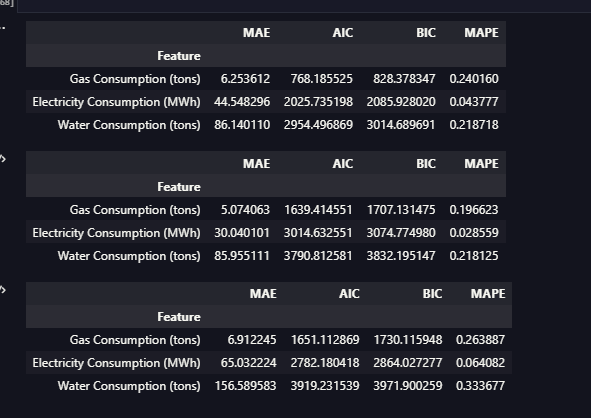 68]
MAE AIC BIC MAPE
Feature
Gas Consumption (tons) 6.253612 768.185525 828.378347 0.240160
Electricity Consumption (MWh) 44.548296 2025.735198 2085.928020 0.043777
Water Consumption (tons) 86.140110 2954.496869 3014.689691 0.218718
MAE AIC BIC MAPE
Feature
Gas Consumption (tons) 5.074063 1639.414551 1707.131475 0.196623
Electricity Consumption (MWh) 30.040101 3014.632551 3074.774980 0.028559
Water Consumption (tons) 85.955111 3790.812581 3832.195147 0.218125
MAE AIC BIC MAPE
Feature
Gas Consumption (tons) 6.912245 1651.112869 1730.115948 0.263887
Electricity Consumption (MWh) 65.032224 2782.180418 2864.027277 0.064082
Water Consumption (tons) 156.589583 3919.231539 3971.900259 0.333677